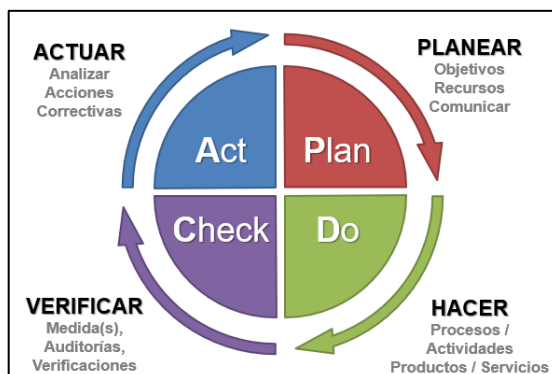 ACTUAR
Analizar
Acciones
Correctivas
PLANEAR
Objetivos
Recursos
Comunicar
Act
Plan
Check
Do
VERIFICAR
Medida(s),
Auditorías,
Verificaciones
HACER
Procesos /
Actividades
Productos / Servicios